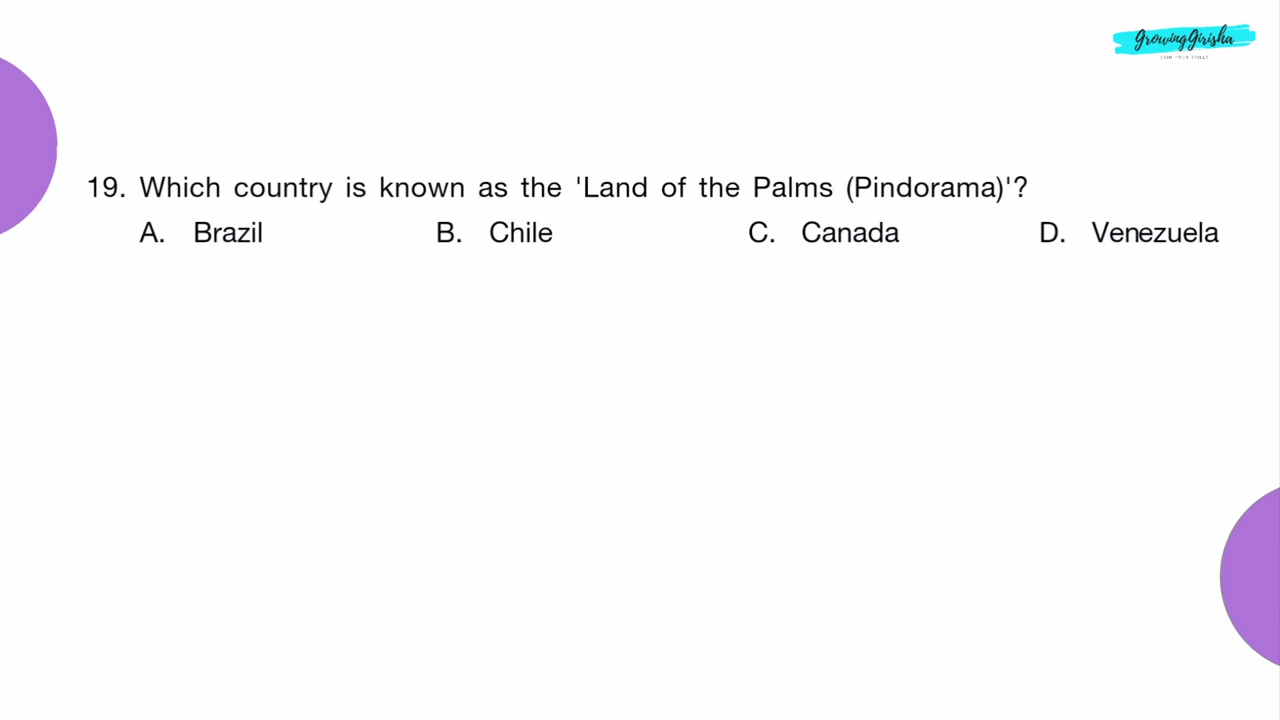 GrowingGirisha
19. Which country is known as the 'Land of the Palms (Pindorama)'?
A. Brazil B. Chile C. Canada D. Venezuela